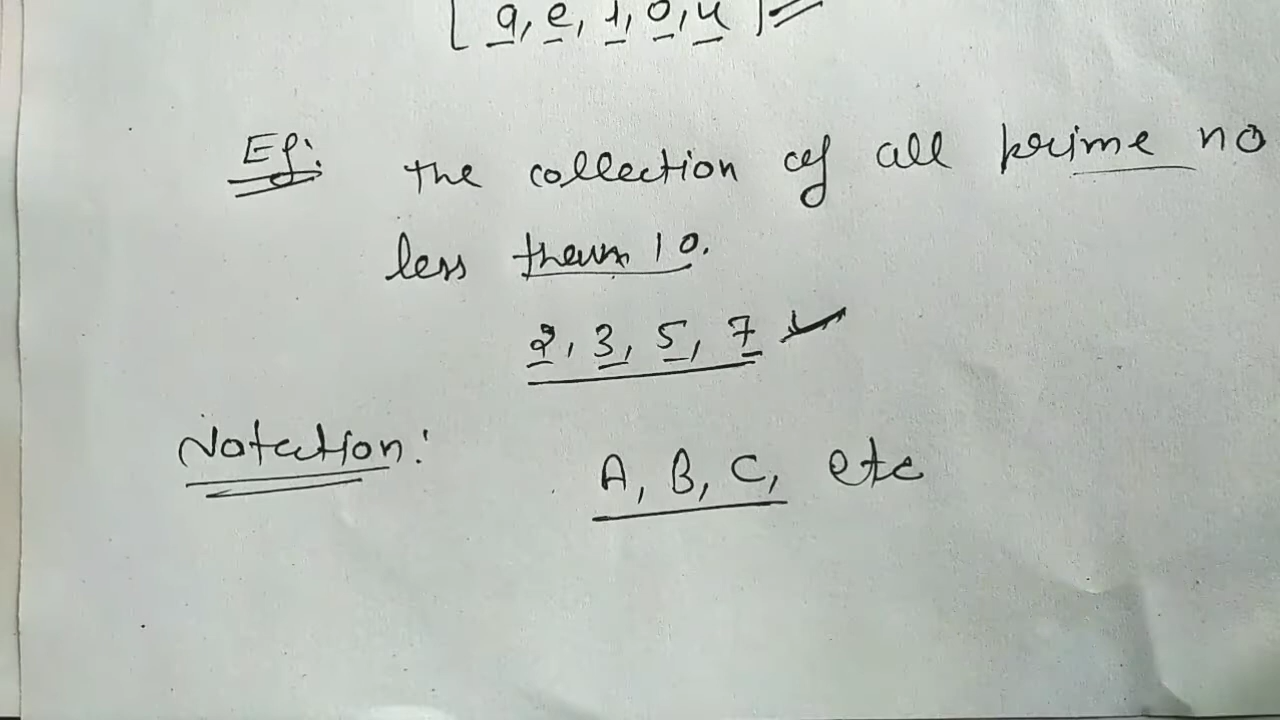 [ a, e, i, o, u ]
Eg: the collection of all prime no
less than 10.
2, 3, 5, 7
Notation: A, B, C, etc